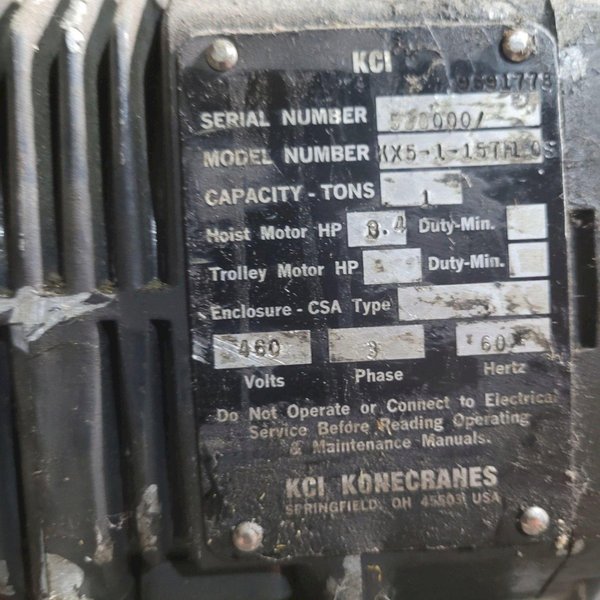 KCI
SERIAL NUMBER
MODEL NUMBER
CAPACITY - TONS 1
Hoist Motor HP Duty-Min.
Trolley Motor HP Duty-Min.
Enclosure - CSA Type
460 3 60
Volts Phase Hertz
Do Not Operate or Connect to Electrical
Service Before Reading Operating
& Maintenance Manuals.
KCI KONECRANES
SPRINGFIELD, OH 45503 USA